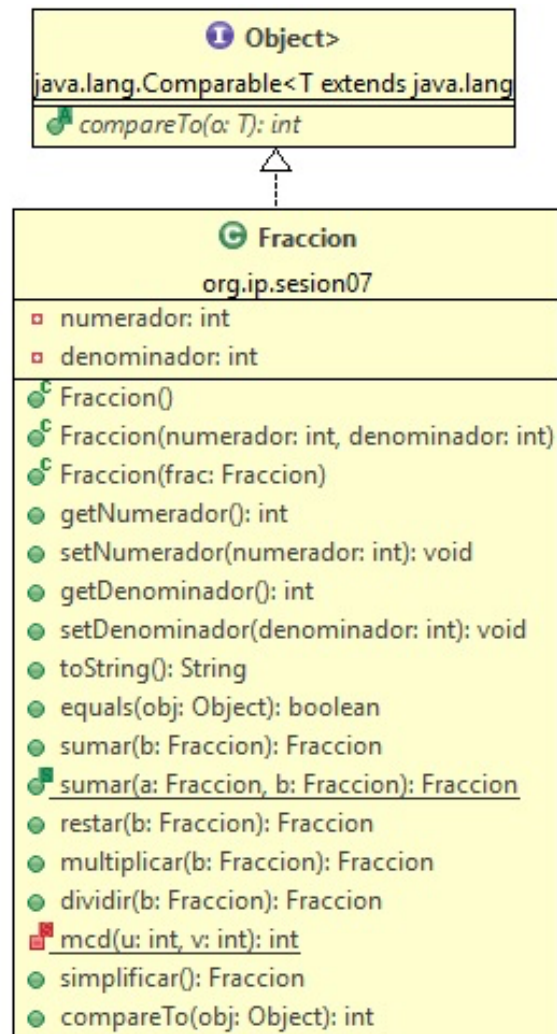 Object>
java.lang.Comparable<T extends java.lang
compareTo(o: T): int
Fraccion
org.ip.sesion07
numerador: int
denominador: int
Fraccion()
Fraccion(numerador: int, denominador: int)
Fraccion(frac: Fraccion)
getNumerador(): int
setNumerador(numerador: int): void
getDenominador(): int
setDenominador(denominador: int): void
toString(): String
equals(obj: Object): boolean
sumar(b: Fraccion): Fraccion
sumar(a: Fraccion, b: Fraccion): Fraccion
restar(b: Fraccion): Fraccion
multiplicar(b: Fraccion): Fraccion
dividir(b: Fraccion): Fraccion
mcd(u: int, v: int): int
simplificar(): Fraccion
compareTo(obj: Object): int